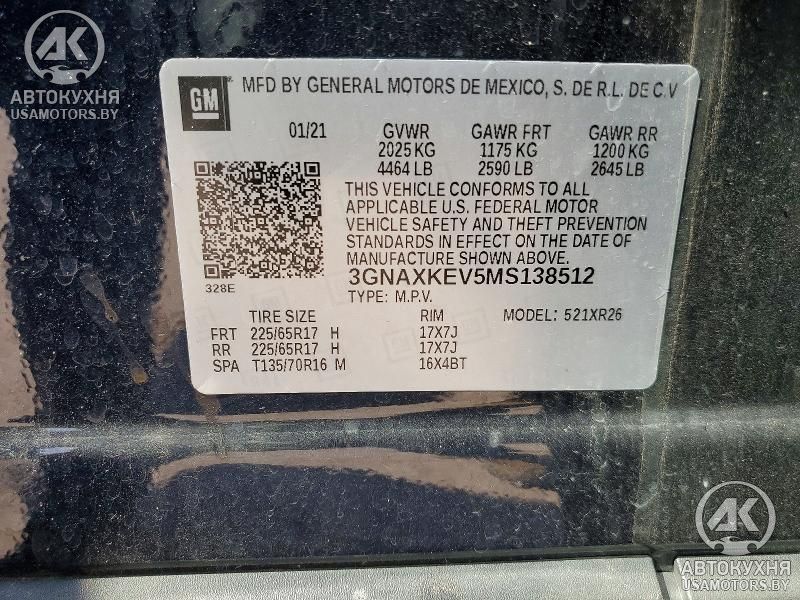 AK
АВТОКУХНЯ
USAMOTORS.BY
GM
MFD BY GENERAL MOTORS DE MEXICO, S. DE R.L. DE C.V
01/21 GVWR GAWR FRT GAWR RR
2025 KG 1175 KG 1200 KG
4464 LB 2590 LB 2645 LB
THIS VEHICLE CONFORMS TO ALL
APPLICABLE U.S. FEDERAL MOTOR
VEHICLE SAFETY AND THEFT PREVENTION
STANDARDS IN EFFECT ON THE DATE OF
MANUFACTURE SHOWN ABOVE.
328E
3GNAXKEV5MS138512
TYPE: M.P.V.
TIRE SIZE RIM MODEL: 521XR26
FRT 225/65R17 H 17X7J
RR 225/65R17 H 17X7J
SPA T135/70R16 M 16X4BT
AK
АВТОКУХНЯ
USAMOTORS.BY